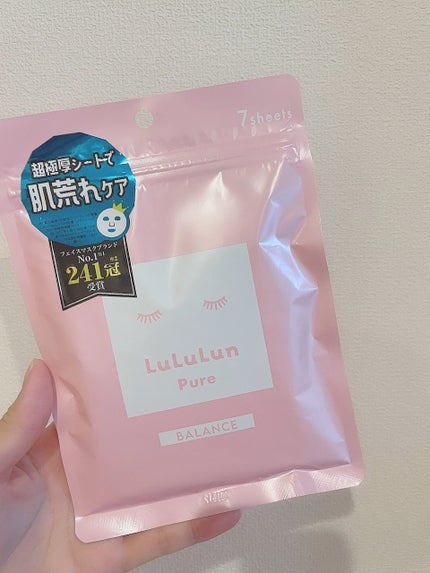 7 sheets
超極厚シートで
肌荒れケア
フェイスマスクブランド
No.1
241冠
受賞
LuLuLun
Pure
BALANCE